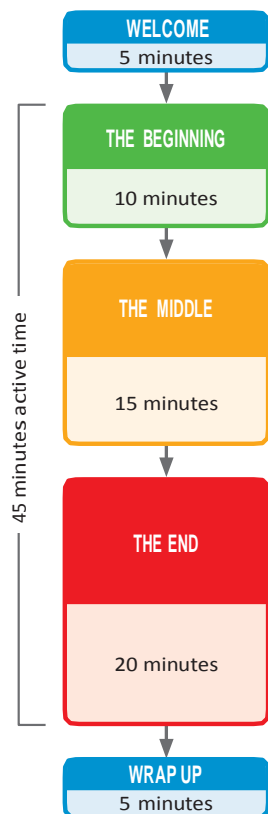 WELCOME
5 minutes
THE BEGINNING
10 minutes
THE MIDDLE
15 minutes
45 minutes active time
THE END
20 minutes
WRAP UP
5 minutes